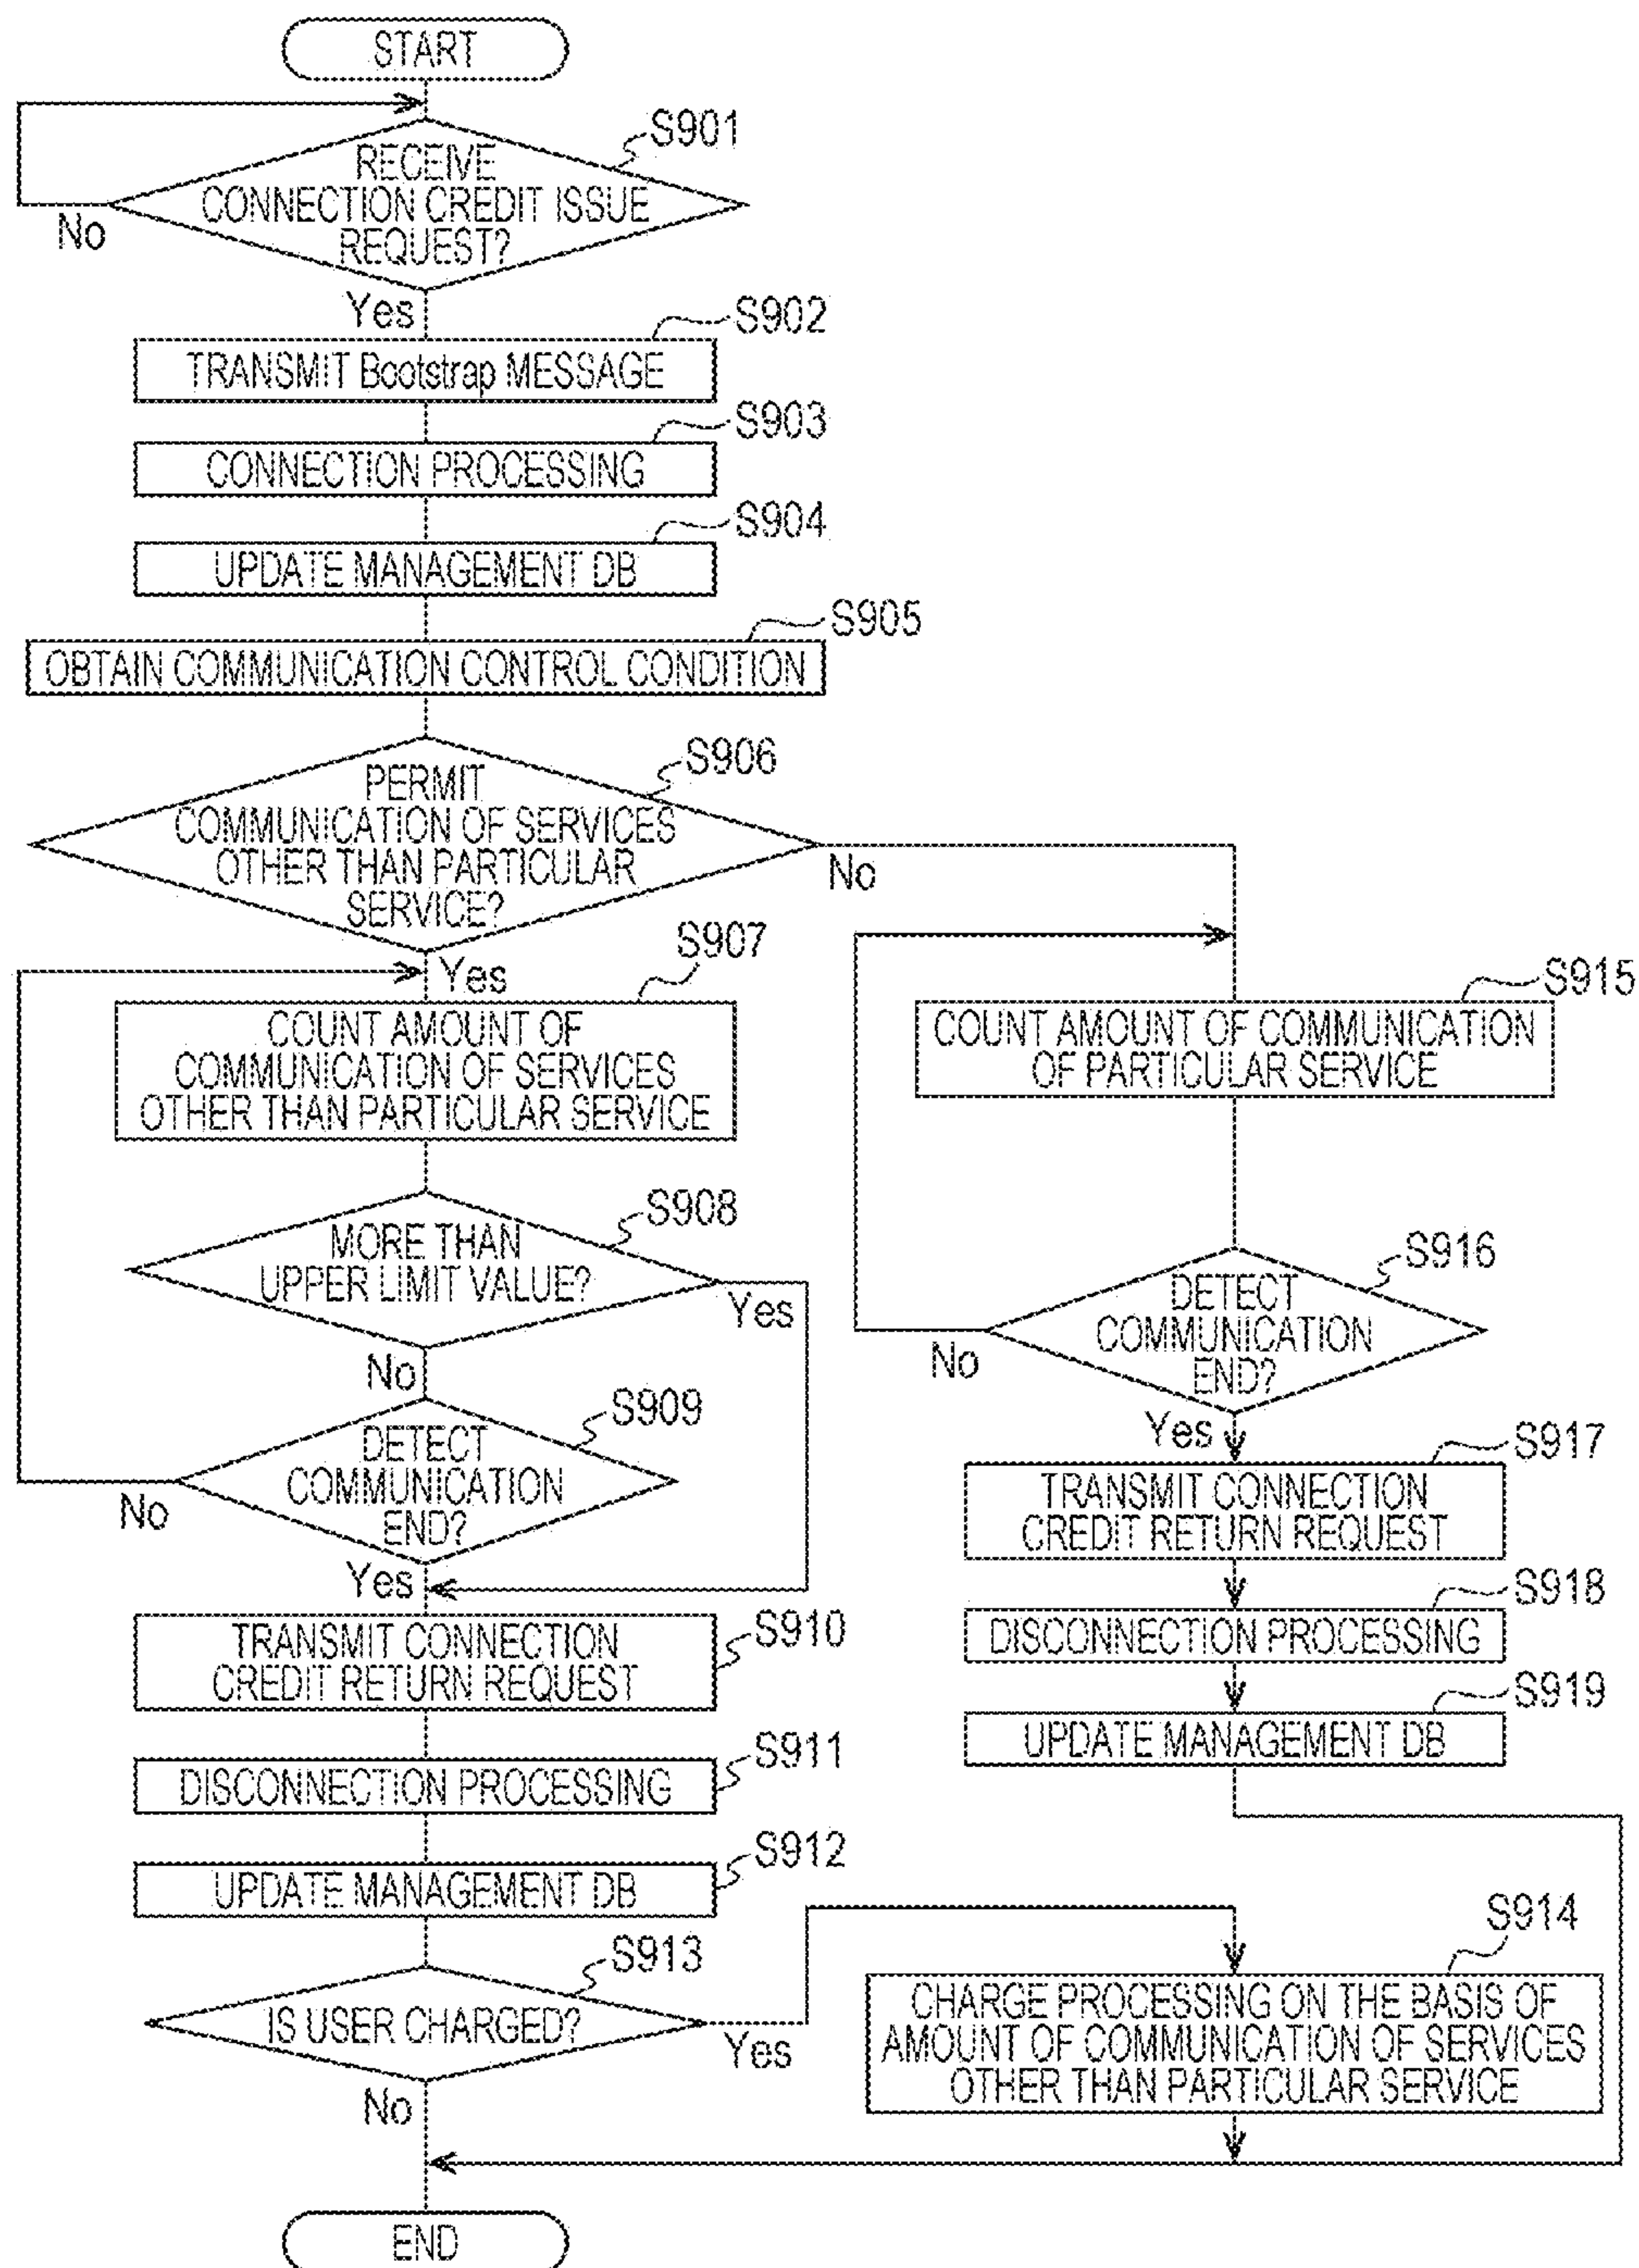 START
S901
RECEIVE
CONNECTION CREDIT ISSUE
REQUEST?
No
Yes
S902
TRANSMIT Bootstrap MESSAGE
S903
CONNECTION PROCESSING
S904
UPDATE MANAGEMENT DB
S905
OBTAIN COMMUNICATION CONTROL CONDITION
S906
PERMIT
COMMUNICATION OF SERVICES
OTHER THAN PARTICULAR
SERVICE?
No
Yes
S907
COUNT AMOUNT OF
COMMUNICATION OF SERVICES
OTHER THAN PARTICULAR SERVICE
S908
MORE THAN
UPPER LIMIT VALUE?
Yes
No
S909
DETECT
COMMUNICATION
END?
No
Yes
S910
TRANSMIT CONNECTION
CREDIT RETURN REQUEST
S911
DISCONNECTION PROCESSING
S912
UPDATE MANAGEMENT DB
S913
IS USER CHARGED?
Yes
No
S914
CHARGE PROCESSING ON THE BASIS OF
AMOUNT OF COMMUNICATION OF SERVICES
OTHER THAN PARTICULAR SERVICE
S915
COUNT AMOUNT OF COMMUNICATION
OF PARTICULAR SERVICE
S916
DETECT
COMMUNICATION
END?
No
Yes
S917
TRANSMIT CONNECTION
CREDIT RETURN REQUEST
S918
DISCONNECTION PROCESSING
S919
UPDATE MANAGEMENT DB
END